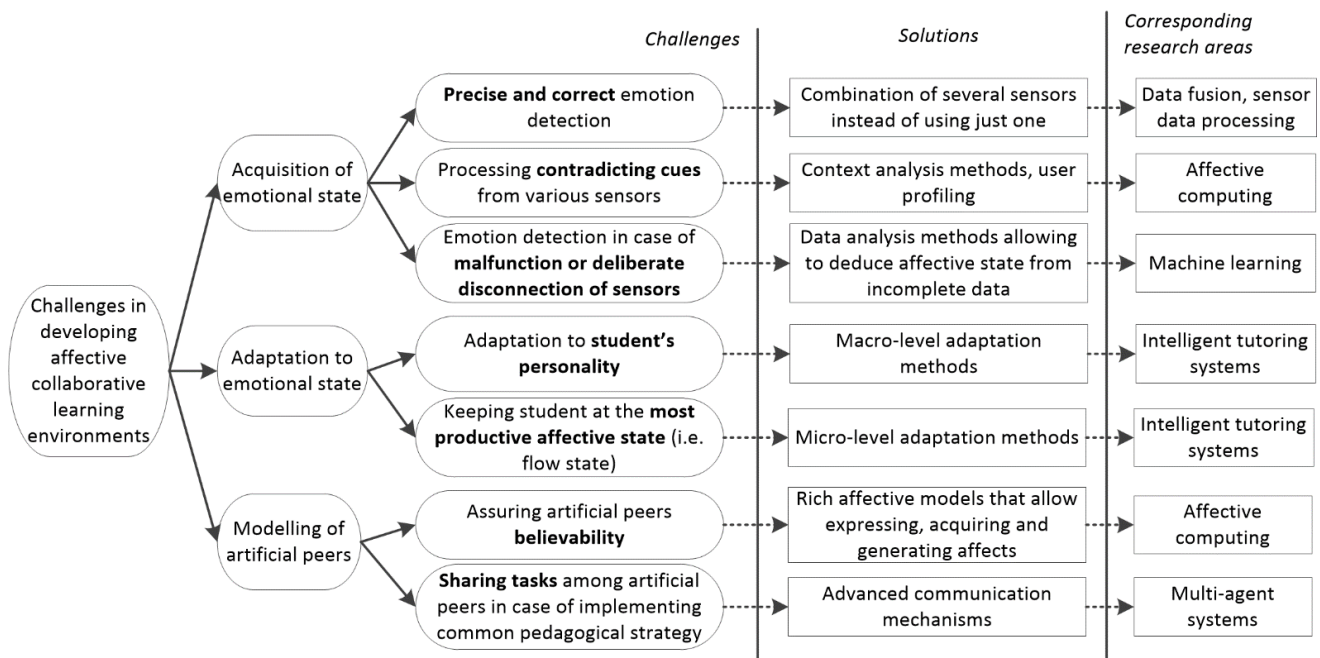 Challenges
Solutions
Corresponding
research areas
Challenges in
developing
affective
collaborative
learning
environments
Acquisition of
emotional state
Precise and correct emotion
detection
Combination of several sensors
instead of using just one
Data fusion, sensor
data processing
Processing contradicting cues
from various sensors
Context analysis methods, user
profiling
Affective
computing
Emotion detection in case of
malfunction or deliberate
disconnection of sensors
Data analysis methods allowing
to deduce affective state from
incomplete data
Machine learning
Adaptation to
emotional state
Adaptation to student's
personality
Macro-level adaptation
methods
Intelligent tutoring
systems
Keeping student at the most
productive affective state (i.e.
flow state)
Micro-level adaptation methods
Intelligent tutoring
systems
Modelling of
artificial peers
Assuring artificial peers
believability
Rich affective models that allow
expressing, acquiring and
generating affects
Affective
computing
Sharing tasks among artificial
peers in case of implementing
common pedagogical strategy
Advanced communication
mechanisms
Multi-agent
systems